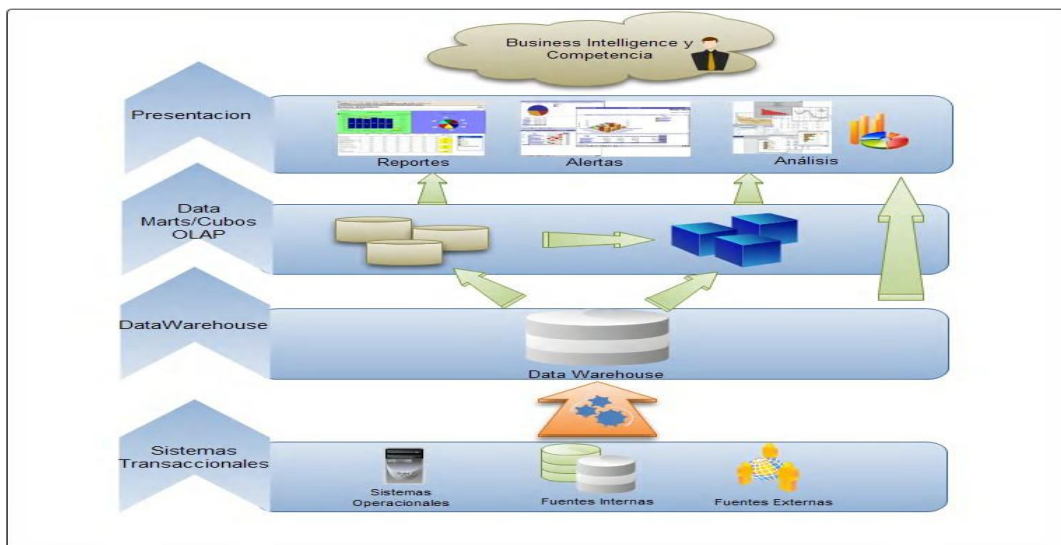 Business Intelligence y
Competencia
Presentacion
Reportes
Alertas
Análisis
Data
Marts/Cubos
OLAP
DataWarehouse
Data Warehouse
Sistemas
Transaccionales
Sistemas
Operacionales
Fuentes Internas
Fuentes Externas